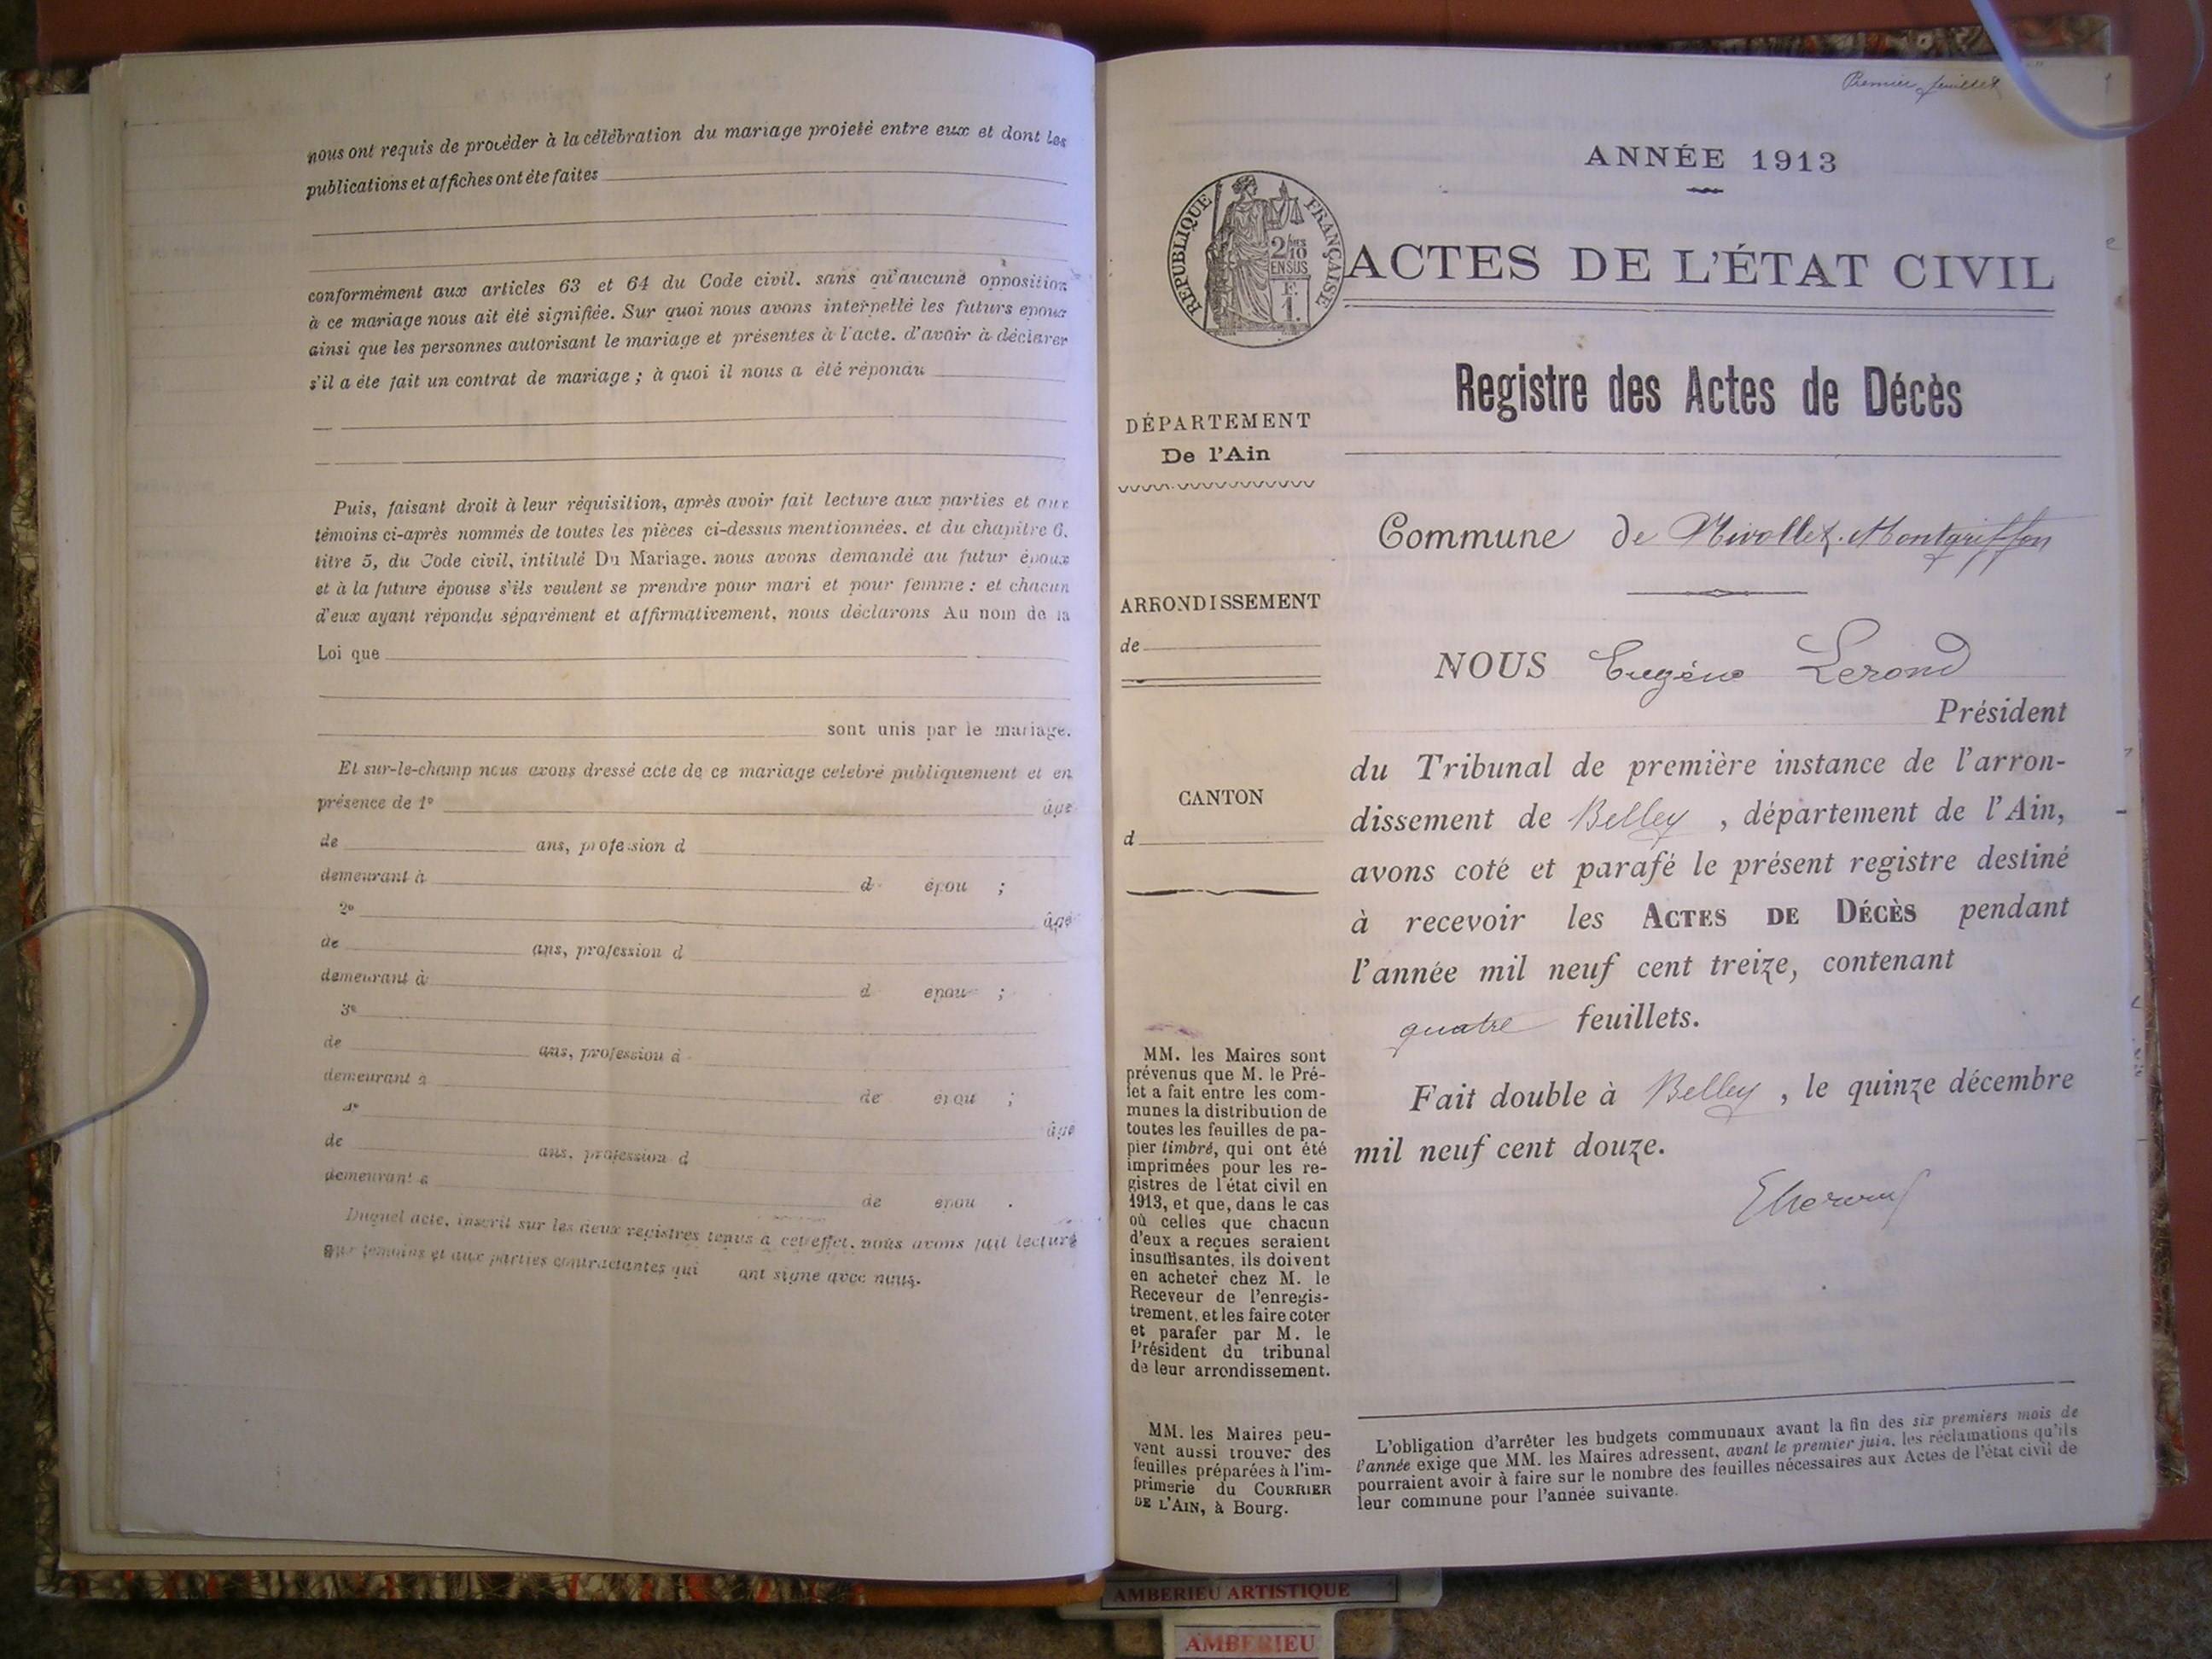 nous ont requis de procéder à la célébration du mariage projeté entre eux et dont les
publications et affiches ont été faites
conformément aux articles 63 et 64 du Code civil. sans qu'aucune opposition
à ce mariage nous ait été signifiée. Sur quoi nous avons interpellé les futurs epoux
ainsi que les personnes autorisant le mariage et présentes à l'acte. d'avoir à déclarer
s'il a éte fait un contrat de mariage ; à quoi il nous a été répondu
Puis, faisant droit à leur réquisition, après avoir fait lecture aux parties et aux
témoins ci-après nommés de toutes les pièces ci-dessus mentionnées. et du chapitre 6.
titre 5, du Code civil, intitulé Du Mariage. nous avons demandé au futur époux
et à la future épouse s'ils veulent se prendre pour mari et pour femme : et chacun
d'eux ayant répondu séparément et affirmativement, nous déclarons Au nom de la
Loi que
sont unis par le mariage.
Et sur-le-champ nous avons dressé acte de ce mariage celebré publiquement et en
présence de 1º âgé
de ans, profession d
demeurant à d épou ;
2º âgé
de ans, profession d
demeurant à d epou ;
3º
de ans, profession d
demeurant à de épou ;
4º âgé
de ans, profession d
demeurant à de epou .
Duquel acte, inscrit sur les deux registres tenus à cet effet, nous avons fait lecture
aux témoins et aux parties contractantes qui ont signé avec nous.
Premier feuillet
ANNÉE 1913
RÉPUBLIQUE FRANÇAISE
2/10
EN SUS
F.
1.
ACTES DE L'ÉTAT CIVIL
Registre des Actes de Décès
DÉPARTEMENT
De l'Ain
Commune de Nivollet-Montgriffon
ARRONDISSEMENT
de
NOUS Eugène Lerond
Président
du Tribunal de première instance de l'arron-
dissement de Belley , département de l'Ain,
avons coté et parafé le présent registre destiné
à recevoir les ACTES DE DÉCÈS pendant
l'année mil neuf cent treize, contenant
quatre feuillets.
Fait double à Belley , le quinze décembre
mil neuf cent douze.
CANTON
d
MM. les Maires sont
prévenus que M. le Pré-
fet a fait entre les com-
munes la distribution de
toutes les feuilles de pa-
pier timbré, qui ont été
imprimées pour les re-
gistres de l'état civil en
1913, et que, dans le cas
où celles que chacun
d'eux a reçues seraient
insuffisantes, ils doivent
en acheter chez M. le
Receveur de l'enregis-
trement, et les faire coter
et parafer par M. le
Président du tribunal
de leur arrondissement.
MM. les Maires peu-
vent aussi trouver des
feuilles préparées à l'im-
primerie du COURRIER
DE L'AIN, à Bourg.
L'obligation d'arrêter les budgets communaux avant la fin des six premiers mois de
l'année exige que MM. les Maires adressent, avant le premier juin, les réclamations qu'ils
pourraient avoir à faire sur le nombre des feuilles nécessaires aux Actes de l'état civil de
leur commune pour l'année suivante.
AMBERIEU ARTISTIQUE
AMBERIEU